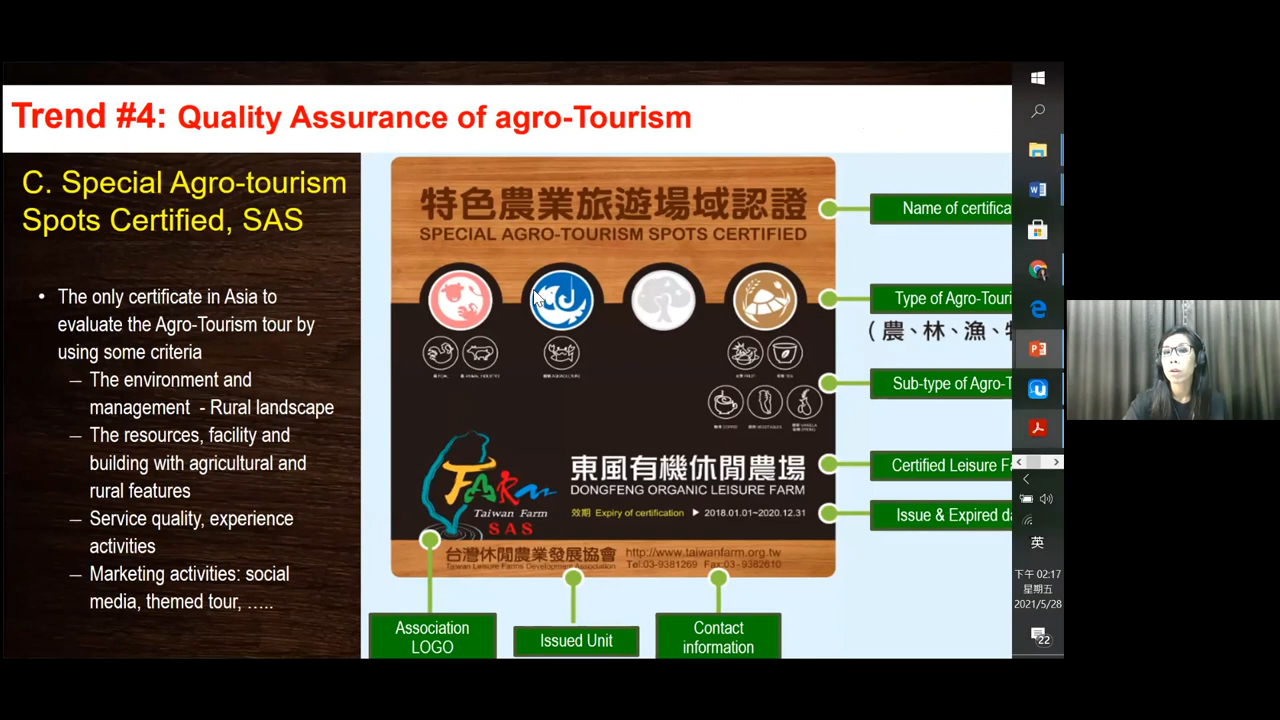 Trend #4: Quality Assurance of agro-Tourism
C. Special Agro-tourism
Spots Certified, SAS
• The only certificate in Asia to
evaluate the Agro-Tourism tour by
using some criteria
– The environment and
management - Rural landscape
– The resources, facility and
building with agricultural and
rural features
– Service quality, experience
activities
– Marketing activities: social
media, themed tour, …..
特色農業旅遊場域認證
SPECIAL AGRO-TOURISM SPOTS CERTIFIED
FARM
Taiwan Farm
SAS
東風有機休閒農場
DONGFENG ORGANIC LEISURE FARM
效期 Expiry of certification ▶ 2018.01.01~2020.12.31
台灣休閒農業發展協會
Taiwan Leisure Farms Development Association
http://www.taiwanfarm.org.tw
Tel:03-9381269 Fax:03-9382610
Name of certifica
Type of Agro-Touri
(農、林、漁、
Sub-type of Agro-T
Certified Leisure F
Issue & Expired da
Association
LOGO
Issued Unit
Contact
information
英
下午 02:17
星期五
2021/5/28
22